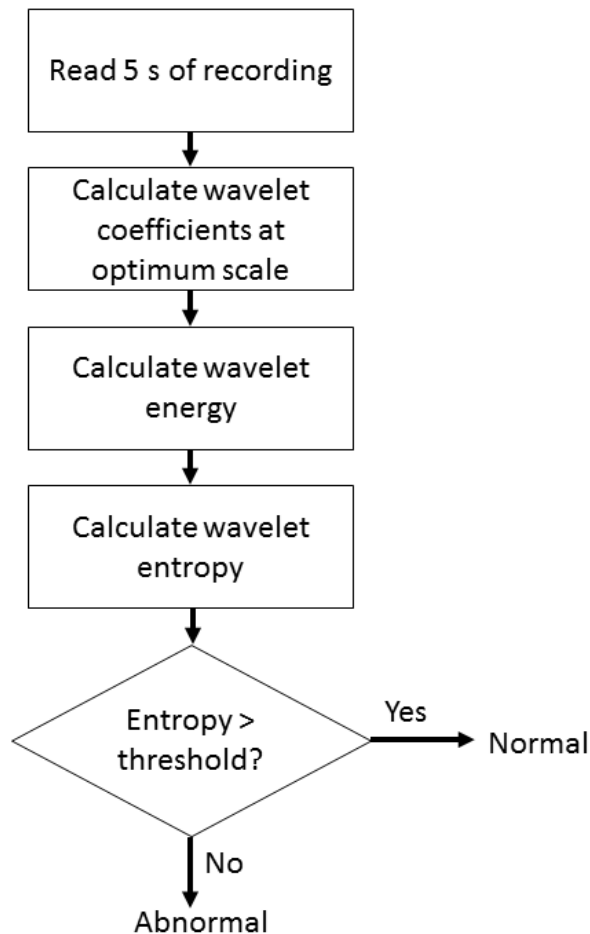 Read 5 s of recording
Calculate wavelet
coefficients at
optimum scale
Calculate wavelet
energy
Calculate wavelet
entropy
Entropy >
threshold?
Yes
Normal
No
Abnormal